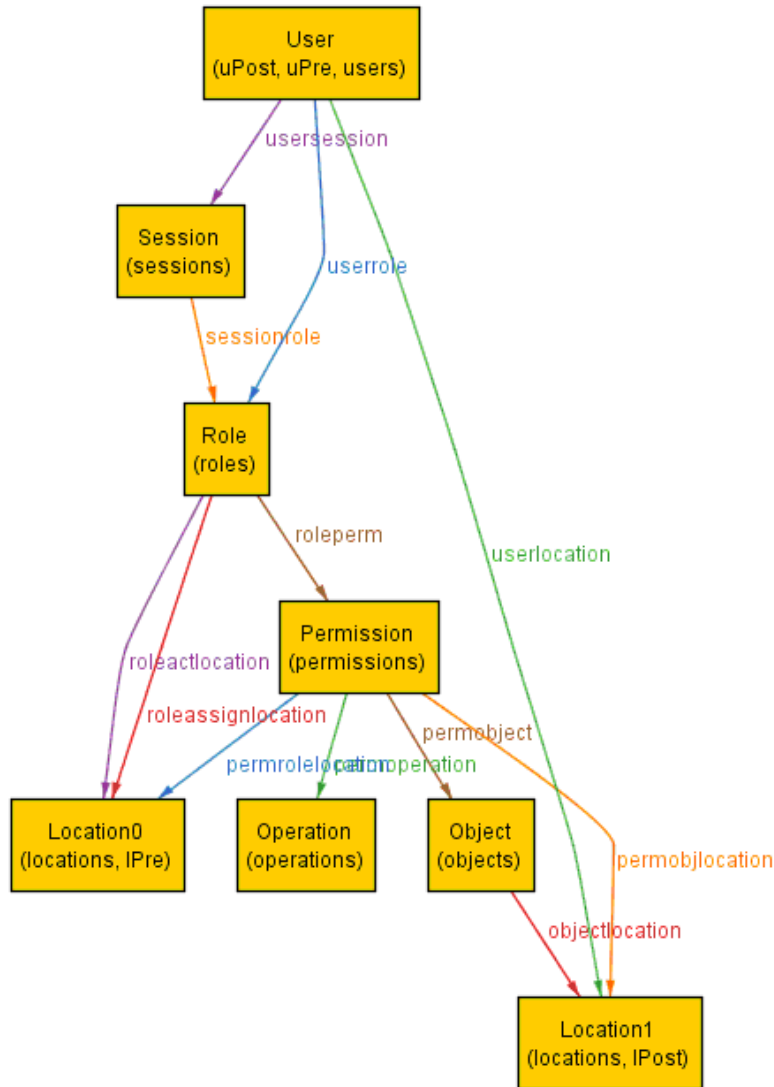 User
(uPost, uPre, users)
usersession
Session
(sessions)
userrole
sessionrole
Role
(roles)
roleperm
userlocation
Permission
(permissions)
roleactlocation
roleassignlocation
permobject
permrolelocation
permoperation
Location0
(locations, lPre)
Operation
(operations)
Object
(objects)
permobjlocation
objectlocation
Location1
(locations, lPost)